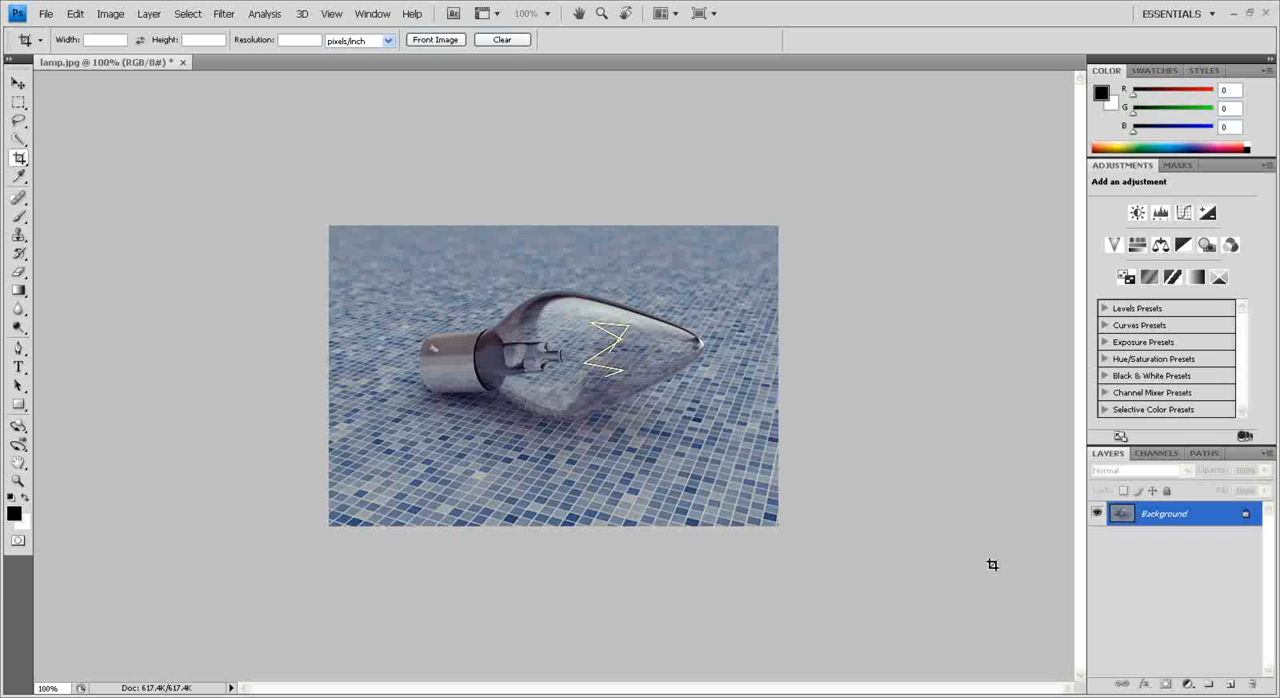 Ps File Edit Image Layer Select Filter Analysis 3D View Window Help Br 100% ESSENTIALS
Width: Height: Resolution: pixels/inch Front Image Clear
lamp.jpg @ 100% (RGB/8#) *
COLOR SWATCHES STYLES
R 0
G 0
B 0
ADJUSTMENTS MASKS
Add an adjustment
Levels Presets
Curves Presets
Exposure Presets
Hue/Saturation Presets
Black & White Presets
Channel Mixer Presets
Selective Color Presets
LAYERS CHANNELS PATHS
Normal Opacity: 100%
Lock: Fill: 100%
Background
100% Doc: 617.4K/617.4K